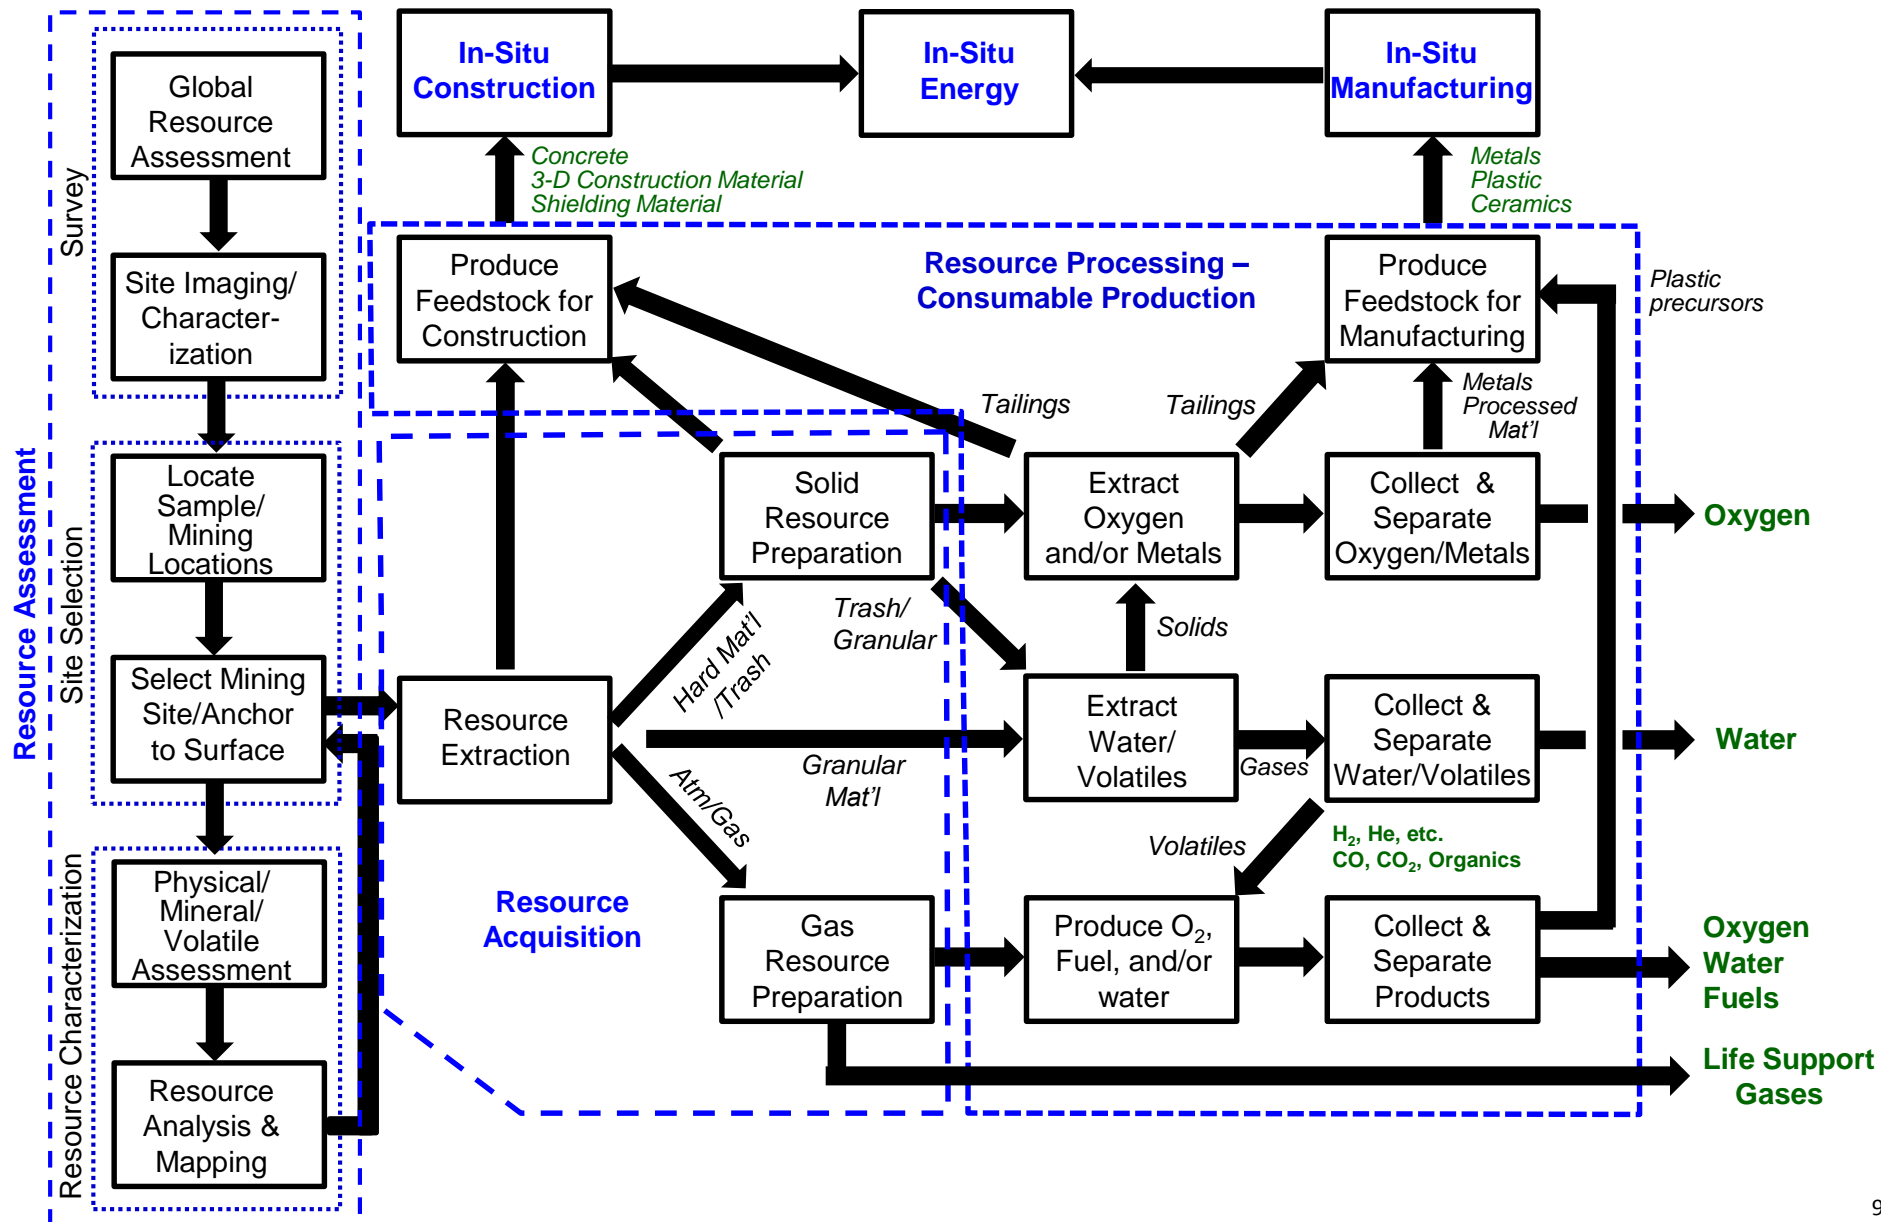 Resource Assessment
Survey
Global
Resource
Assessment
Site Imaging/
Character-
ization
Site Selection
Locate
Sample/
Mining
Locations
Select Mining
Site/Anchor
to Surface
Resource Characterization
Physical/
Mineral/
Volatile
Assessment
Resource
Analysis &
Mapping
In-Situ
Construction
In-Situ
Energy
In-Situ
Manufacturing
Concrete
3-D Construction Material
Shielding Material
Metals
Plastic
Ceramics
Produce
Feedstock for
Construction
Resource Processing –
Consumable Production
Produce
Feedstock for
Manufacturing
Plastic
precursors
Tailings
Tailings
Metals
Processed
Mat'l
Solid
Resource
Preparation
Extract
Oxygen
and/or Metals
Collect &
Separate
Oxygen/Metals
Oxygen
Hard Mat'l
/Trash
Trash/
Granular
Solids
Resource
Extraction
Granular
Mat'l
Extract
Water/
Volatiles
Gases
Collect &
Separate
Water/Volatiles
Water
Atm/Gas
Volatiles
H₂, He, etc.
CO, CO₂, Organics
Resource
Acquisition
Gas
Resource
Preparation
Produce O₂,
Fuel, and/or
water
Collect &
Separate
Products
Oxygen
Water
Fuels
Life Support
Gases
9